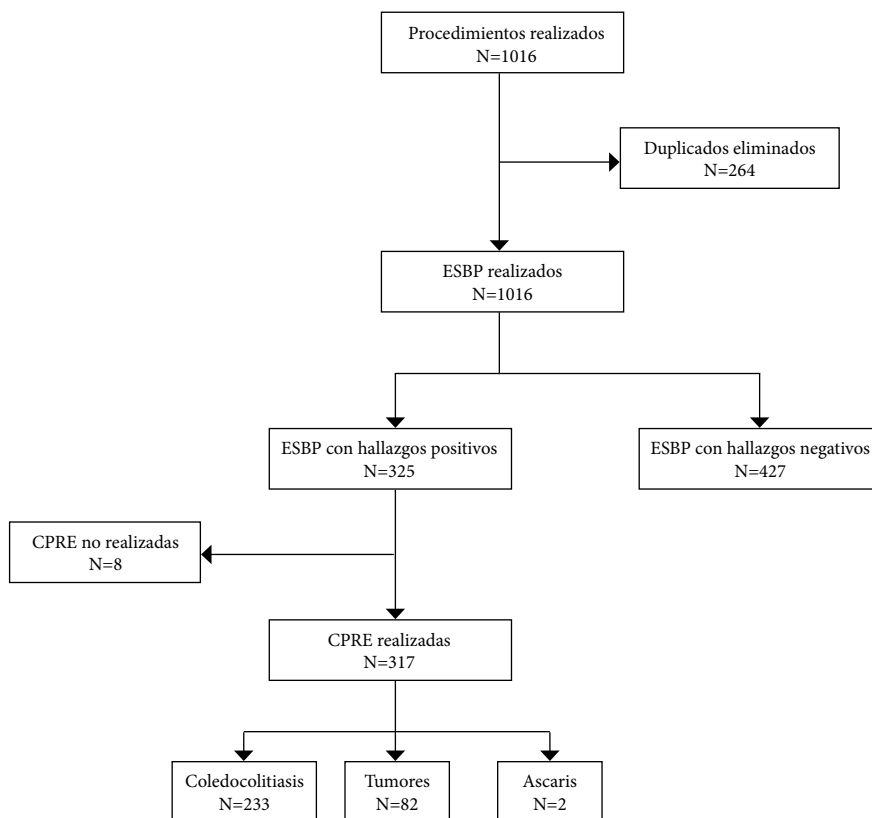 Procedimientos realizados
N=1016
Duplicados eliminados
N=264
ESBP realizados
N=1016
ESBP con hallazgos positivos
N=325
ESBP con hallazgos negativos
N=427
CPRE no realizadas
N=8
CPRE realizadas
N=317
Coledocolitiasis
N=233
Tumores
N=82
Ascaris
N=2